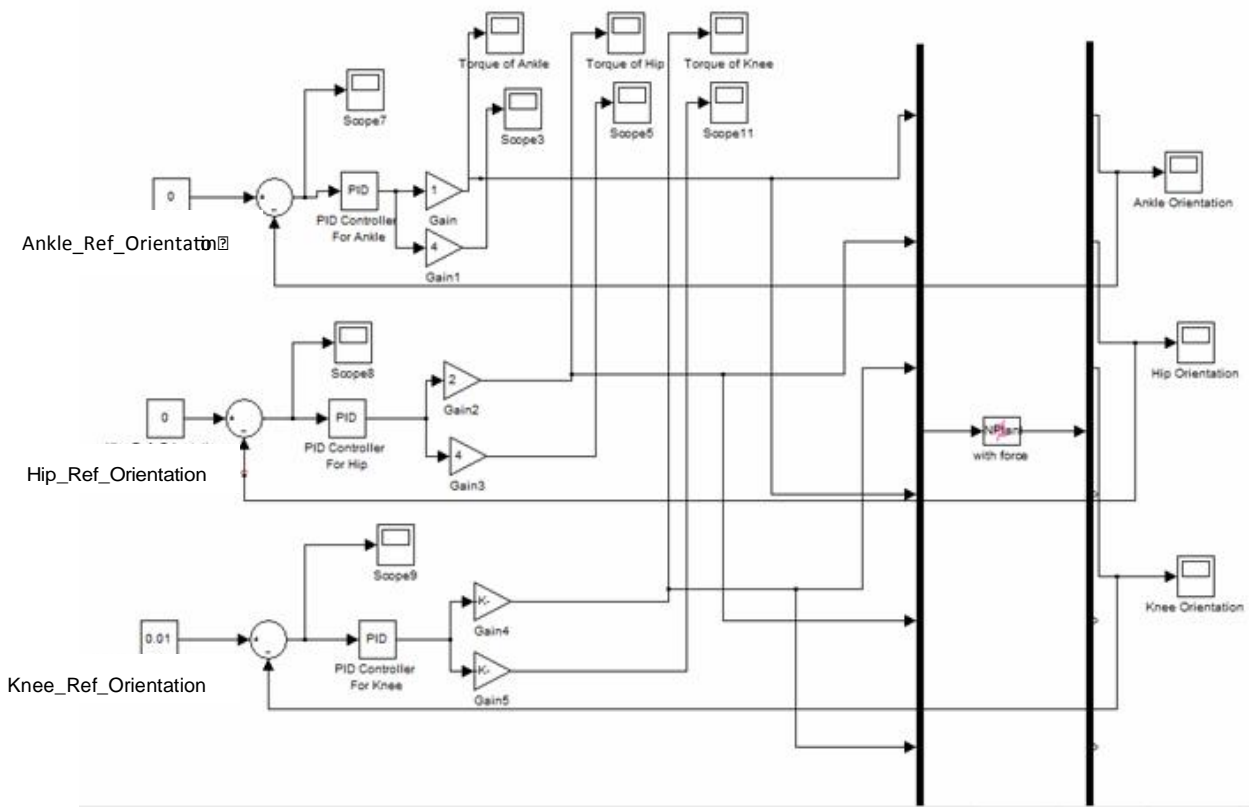 Torque of Ankle
Torque of Hip
Torque of Knee
Scope7
Scope3
Scope5
Scope11
0
PID
1
Gain
PID Controller
For Ankle
4
Gain1
Ankle Orientation
Scope8
Hip Orientation
2
Gain2
0
PID
PID Controller
For Hip
4
Gain3
with force
Hip_Ref_Orientation
Scope9
K-
Gain4
0.01
PID
PID Controller
For Knee
K-
Gain5
Knee Orientation
Knee_Ref_Orientation